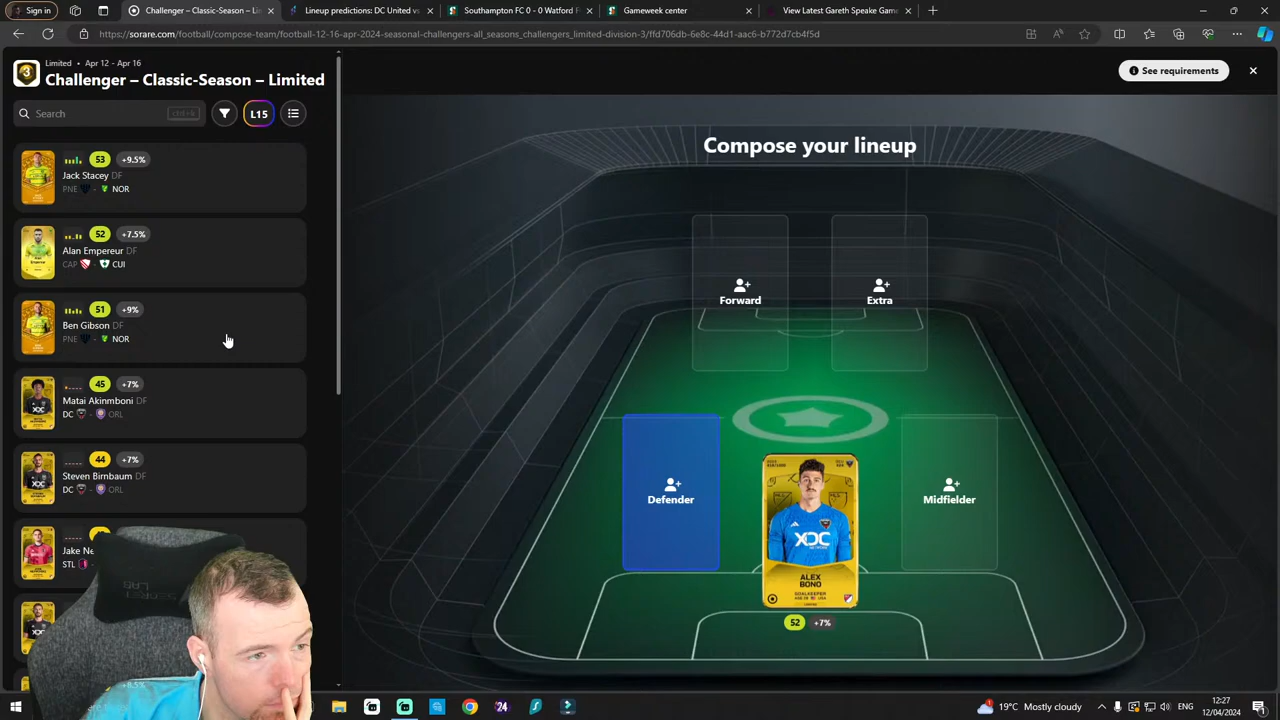 Sign in
Challenger – Classic-Season – Li
Lineup predictions: DC United vs
Southampton FC 0 - 0 Watford F
Gameweek center
View Latest Gareth Speake Game
https://sorare.com/football/compose-team/football-12-16-apr-2024-seasonal-challengers-all_seasons_challengers_limited-division-3/ffd706db-6e8c-44d1-aac6-b772d7cb4f5d
3
Limited • Apr 12 - Apr 16
Challenger – Classic-Season – Limited
See requirements
Search
ctrl+k
L15
53 +9.5%
Jack Stacey DF
PNE - NOR
52 +7.5%
Alan Empereur DF
CAP - CUI
51 +9%
Ben Gibson DF
PNE - NOR
45 +7%
Matai Akinmboni DF
DC - ORL
44 +7%
Steven Birnbaum DF
DC - ORL
Jake Ne
STL
Compose your lineup
Forward
Extra
Defender
Midfielder
XDC
ALEX
BONO
GOALKEEPER
52 +7%
19°C Mostly cloudy
12:27
12/04/2024